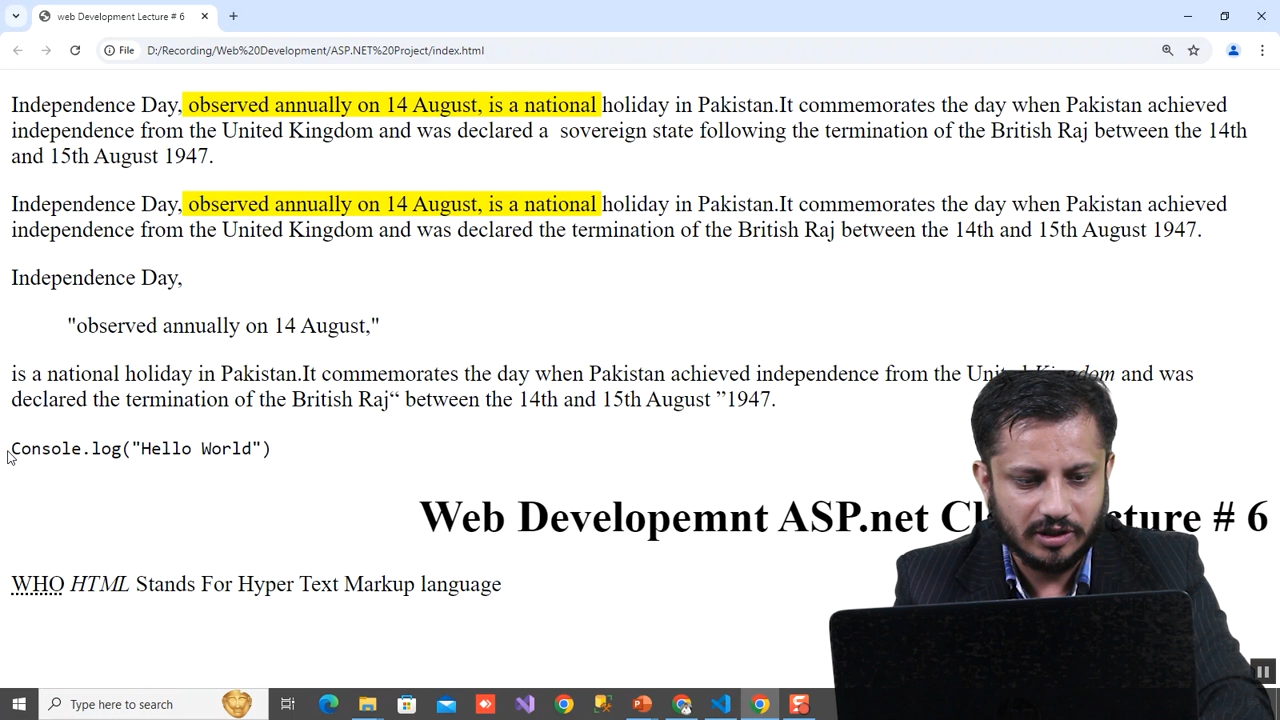 web Development Lecture # 6
File D:/Recording/Web%20Development/ASP.NET%20Project/index.html
Independence Day, observed annually on 14 August, is a national holiday in Pakistan.It commemorates the day when Pakistan achieved
independence from the United Kingdom and was declared a sovereign state following the termination of the British Raj between the 14th
and 15th August 1947.
Independence Day, observed annually on 14 August, is a national holiday in Pakistan.It commemorates the day when Pakistan achieved
independence from the United Kingdom and was declared the termination of the British Raj between the 14th and 15th August 1947.
Independence Day,
"observed annually on 14 August,"
is a national holiday in Pakistan.It commemorates the day when Pakistan achieved independence from the United Kingdom and was
declared the termination of the British Raj“ between the 14th and 15th August ”1947.
Console.log("Hello World")
Web Developemnt ASP.net # 6
WHO HTML Stands For Hyper Text Markup language
Type here to search